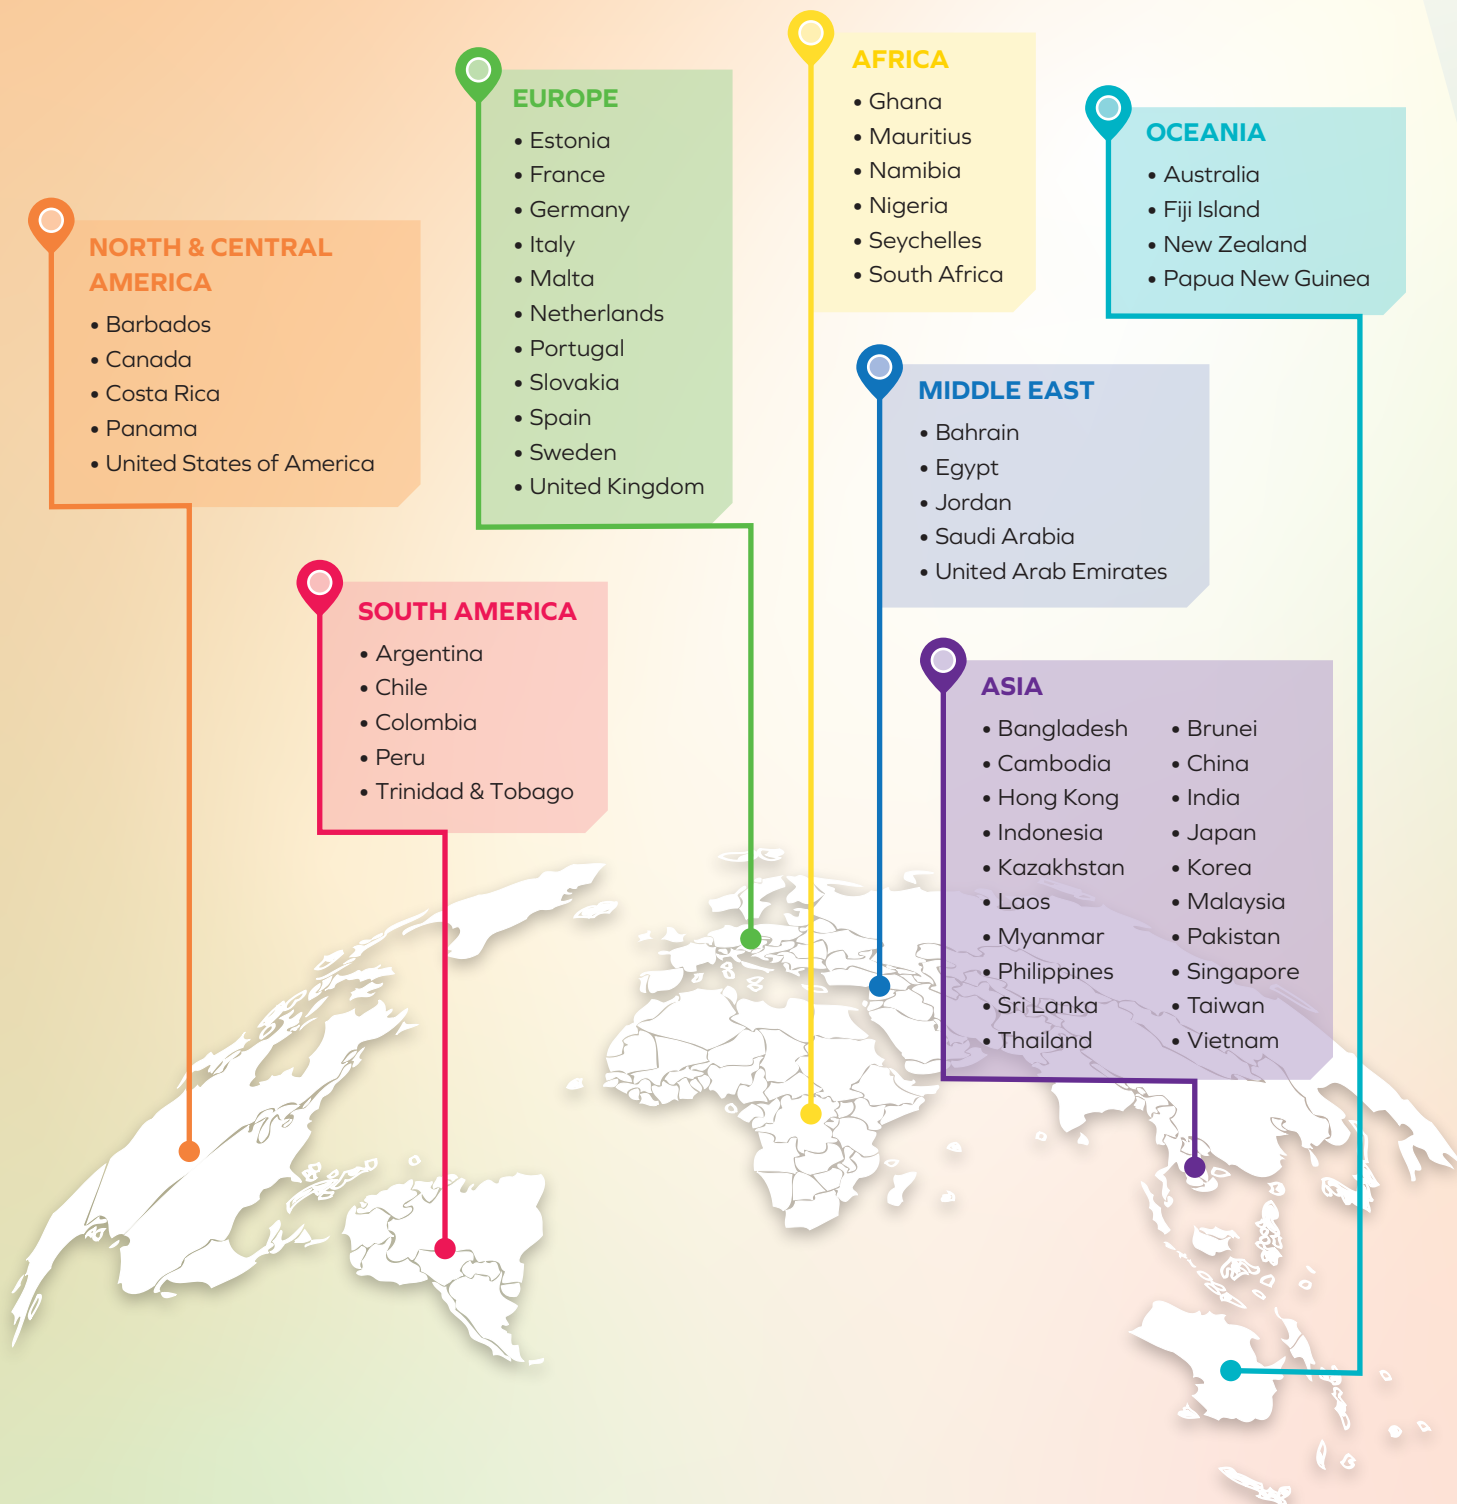 NORTH & CENTRAL
AMERICA
• Barbados
• Canada
• Costa Rica
• Panama
• United States of America
SOUTH AMERICA
• Argentina
• Chile
• Colombia
• Peru
• Trinidad & Tobago
EUROPE
• Estonia
• France
• Germany
• Italy
• Malta
• Netherlands
• Portugal
• Slovakia
• Spain
• Sweden
• United Kingdom
AFRICA
• Ghana
• Mauritius
• Namibia
• Nigeria
• Seychelles
• South Africa
OCEANIA
• Australia
• Fiji Island
• New Zealand
• Papua New Guinea
MIDDLE EAST
• Bahrain
• Egypt
• Jordan
• Saudi Arabia
• United Arab Emirates
ASIA
• Bangladesh
• Cambodia
• Hong Kong
• Indonesia
• Kazakhstan
• Laos
• Myanmar
• Philippines
• Sri Lanka
• Thailand
• Brunei
• China
• India
• Japan
• Korea
• Malaysia
• Pakistan
• Singapore
• Taiwan
• Vietnam